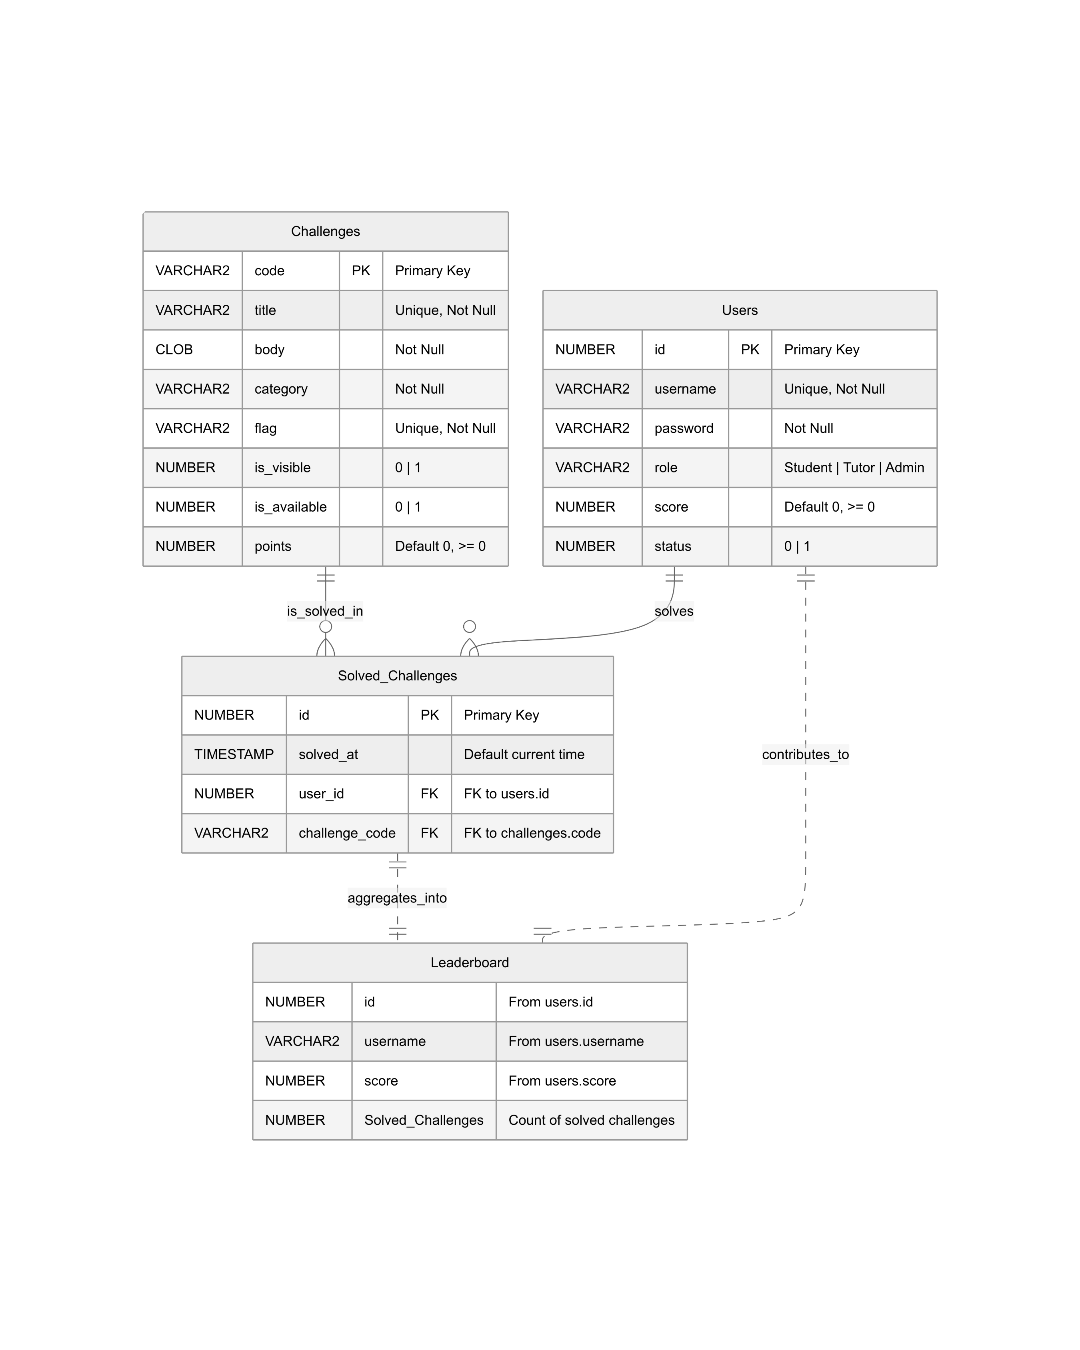 Challenges
VARCHAR2 code PK Primary Key
VARCHAR2 title Unique, Not Null
CLOB body Not Null
VARCHAR2 category Not Null
VARCHAR2 flag Unique, Not Null
NUMBER is_visible 0 | 1
NUMBER is_available 0 | 1
NUMBER points Default 0, >= 0
Users
NUMBER id PK Primary Key
VARCHAR2 username Unique, Not Null
VARCHAR2 password Not Null
VARCHAR2 role Student | Tutor | Admin
NUMBER score Default 0, >= 0
NUMBER status 0 | 1
is_solved_in
solves
Solved_Challenges
NUMBER id PK Primary Key
TIMESTAMP solved_at Default current time
NUMBER user_id FK FK to users.id
VARCHAR2 challenge_code FK FK to challenges.code
contributes_to
aggregates_into
Leaderboard
NUMBER id From users.id
VARCHAR2 username From users.username
NUMBER score From users.score
NUMBER Solved_Challenges Count of solved challenges